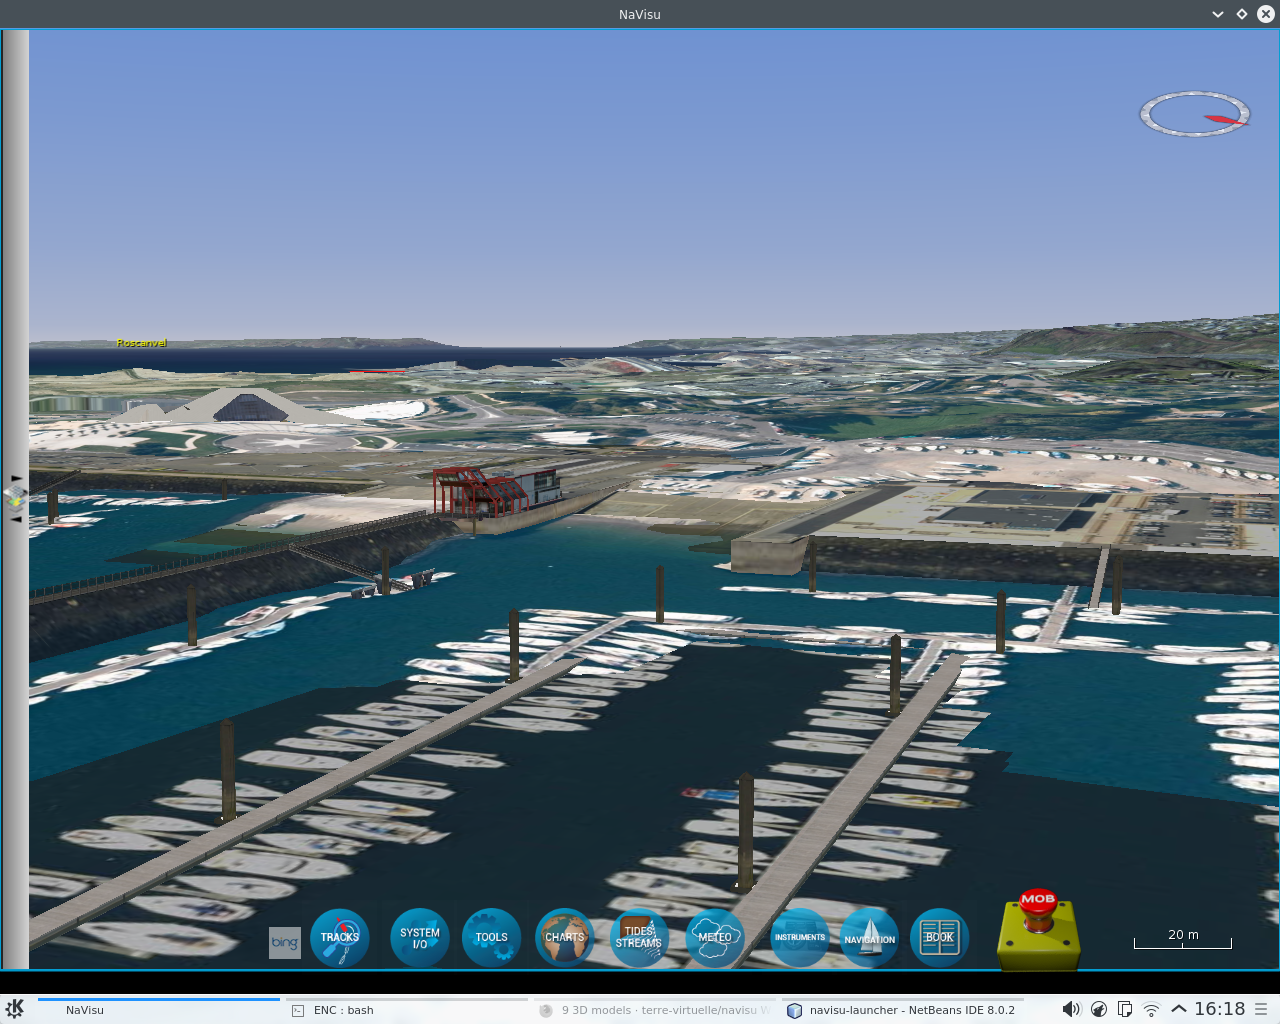 NaVisu
Roscanvel
bing
TRACKS
SYSTEM
I/O
TOOLS
CHARTS
TIDES
STREAMS
METEO
INSTRUMENTS
NAVIGATION
BOOK
MOB
20 m
NaVisu
ENC : bash
9 3D models · terre-virtuelle/navisu W
navisu-launcher - NetBeans IDE 8.0.2
16:18